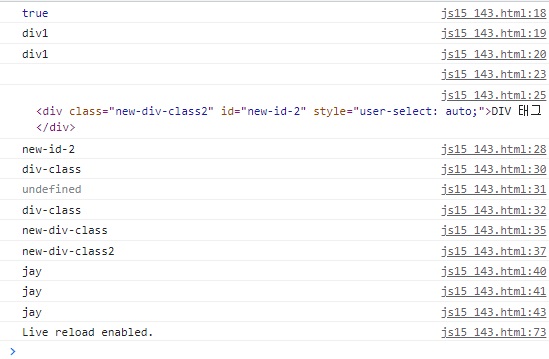 true js15_143.html:18
div1 js15_143.html:19
div1 js15_143.html:20
js15_143.html:23
js15_143.html:25
<div class="new-div-class2" id="new-id-2" style="user-select: auto;">DIV 태그
</div>
new-id-2 js15_143.html:28
div-class js15_143.html:30
undefined js15_143.html:31
div-class js15_143.html:32
new-div-class js15_143.html:35
new-div-class2 js15_143.html:37
jay js15_143.html:40
jay js15_143.html:41
jay js15_143.html:43
Live reload enabled. js15_143.html:73